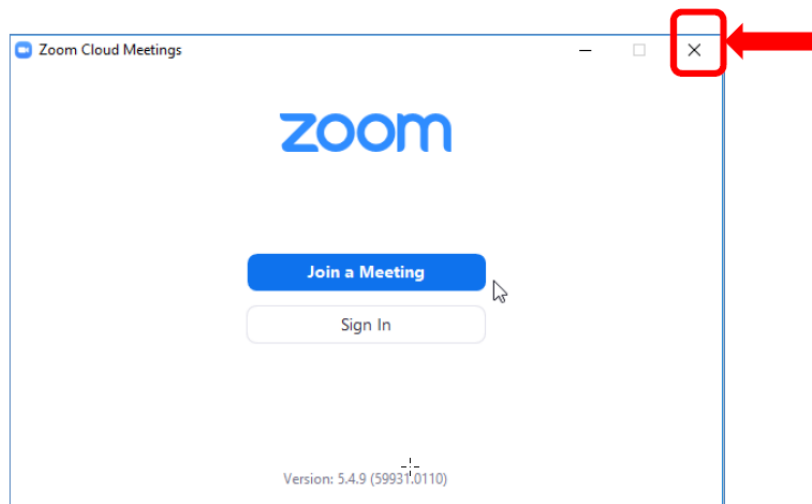 Zoom Cloud Meetings
zoom
Join a Meeting
Sign In
Version: 5.4.9 (59931.0110)